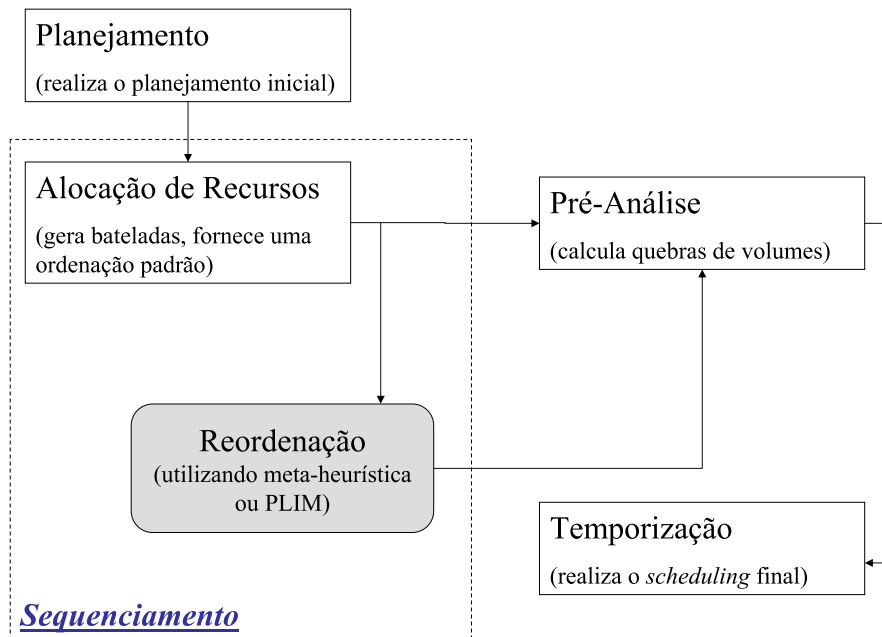 Planejamento
(realiza o planejamento inicial)
Alocação de Recursos
(gera bateladas, fornece uma
ordenação padrão)
Pré-Análise
(calcula quebras de volumes)
Reordenação
(utilizando meta-heurística
ou PLIM)
Temporização
(realiza o scheduling final)
Sequenciamento